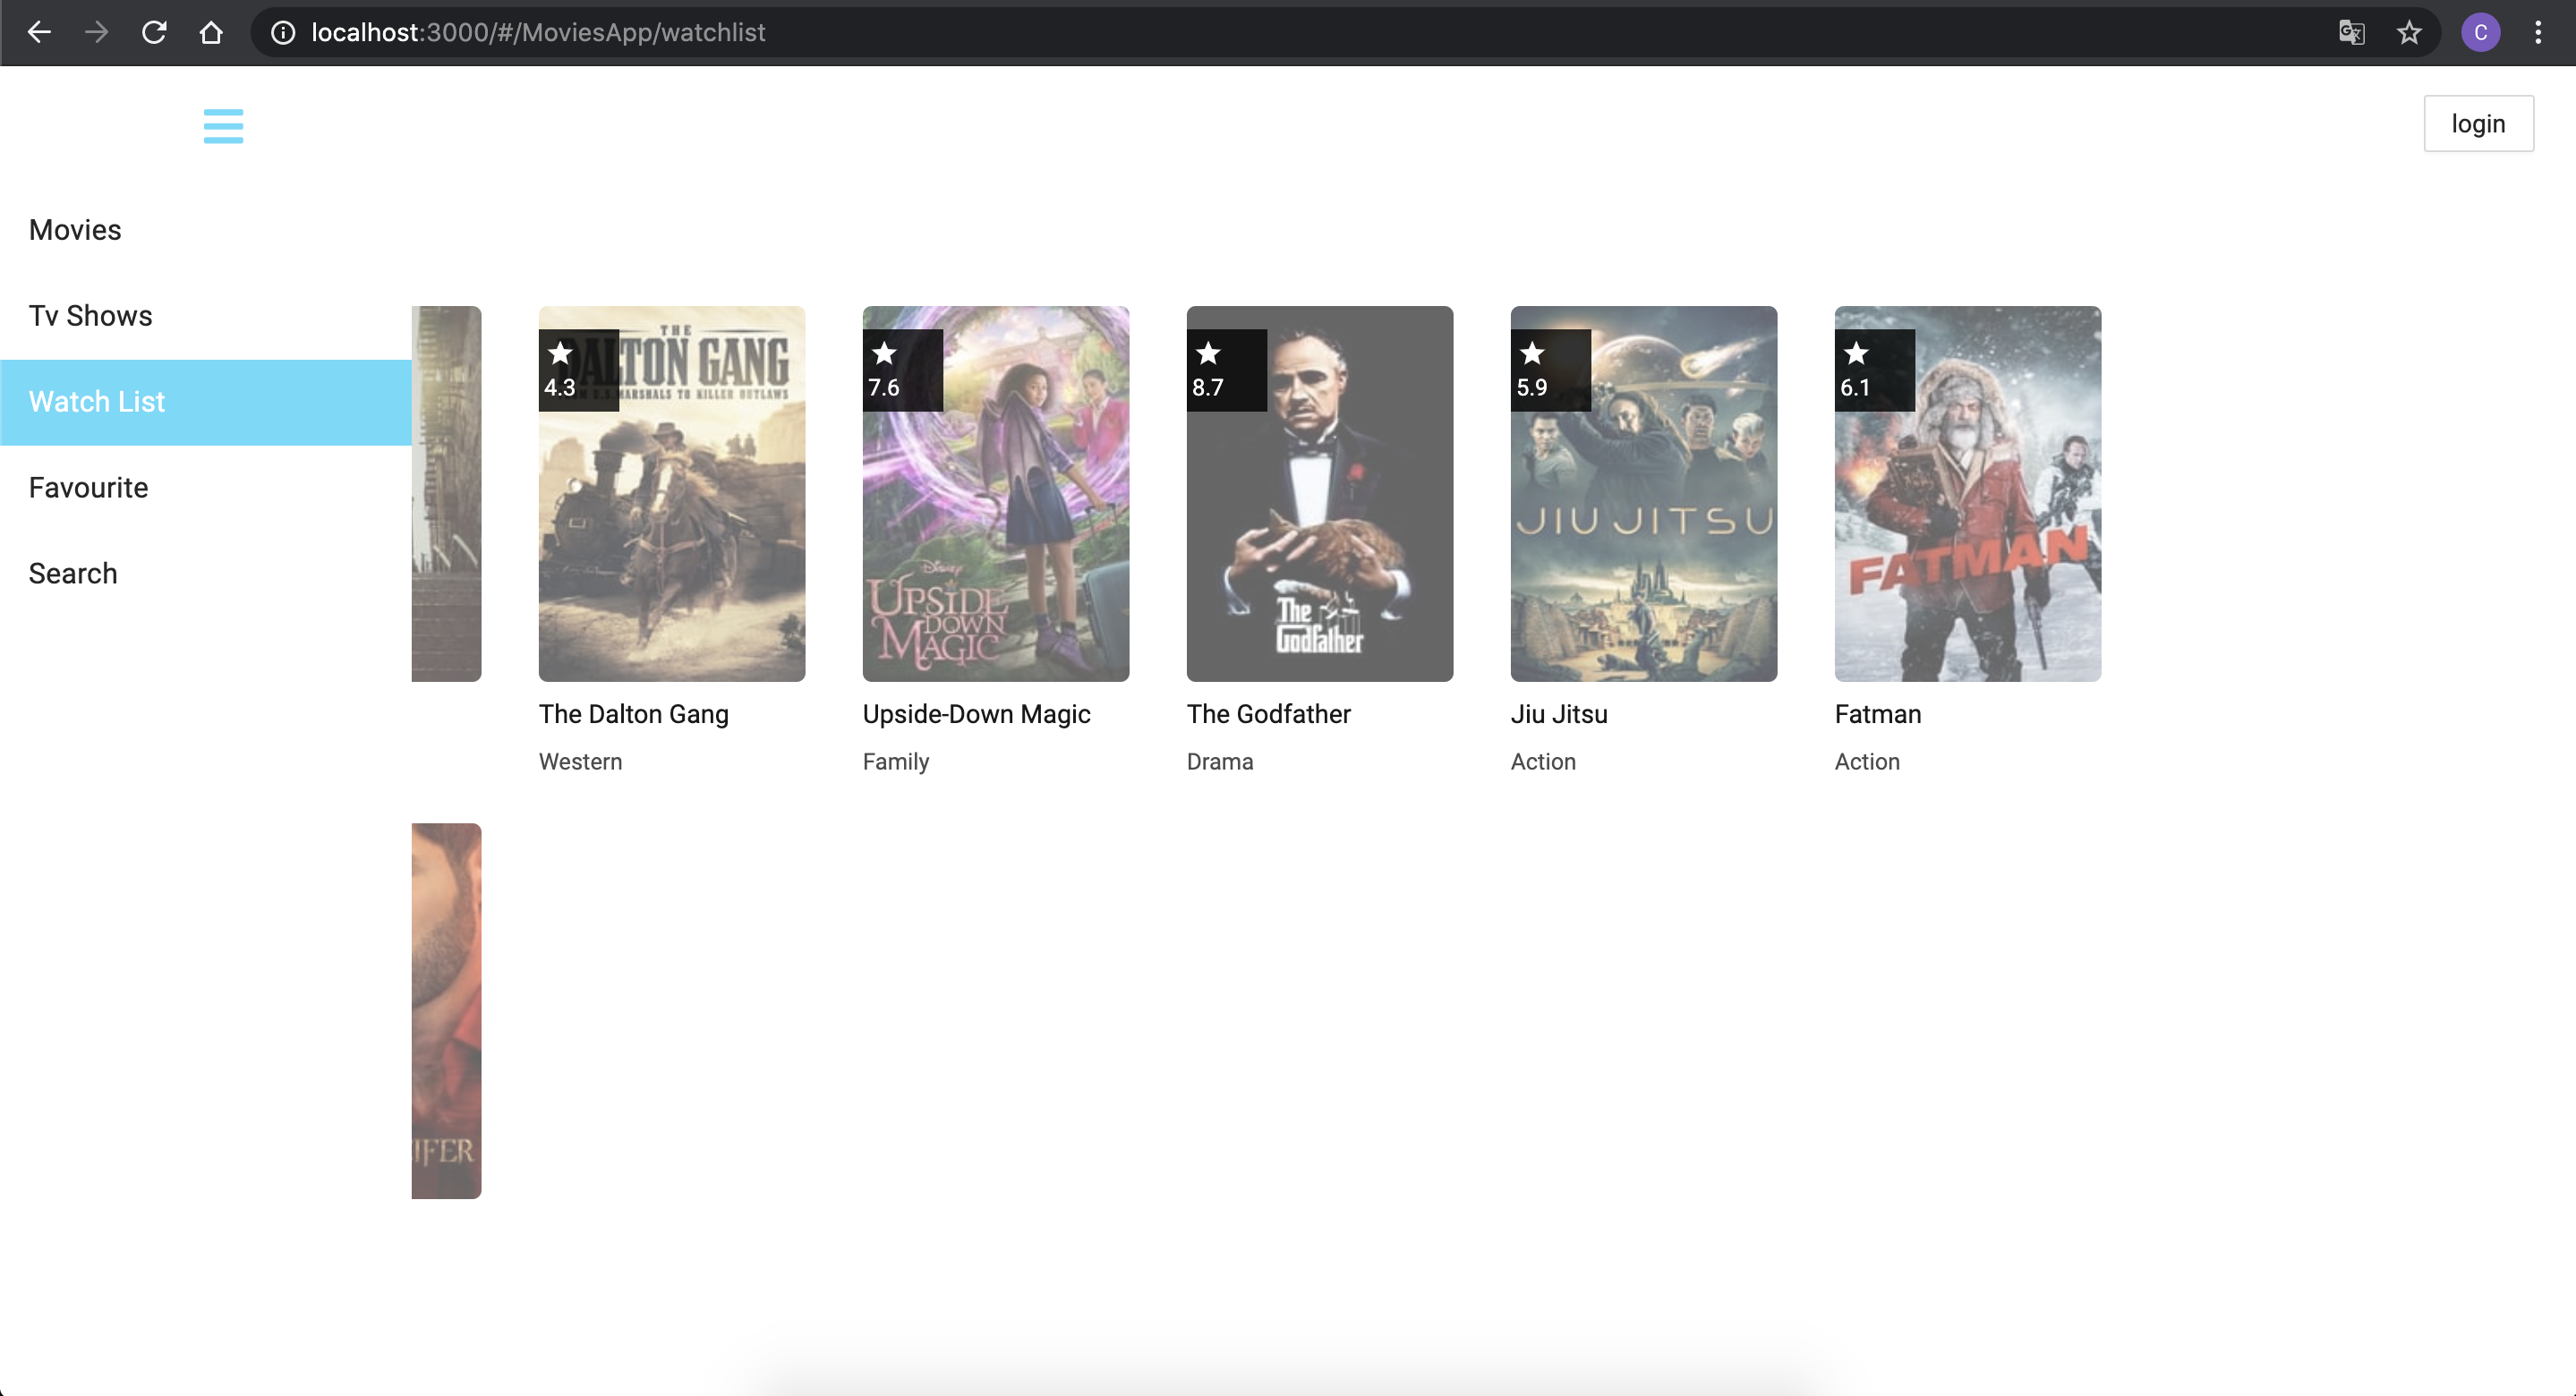 localhost:3000/#/MoviesApp/watchlist
C
login
Movies
Tv Shows
Watch List
Favourite
Search
4.3
THE
DALTON GANG
U.S. MARSHALS TO KILLER OUTLAWS
The Dalton Gang
Western
7.6
Disney
UPSIDE
DOWN
MAGIC
Upside-Down Magic
Family
8.7
The
Godfather
The Godfather
Drama
5.9
JIU JITSU
Jiu Jitsu
Action
6.1
FATMAN
Fatman
Action
IFER